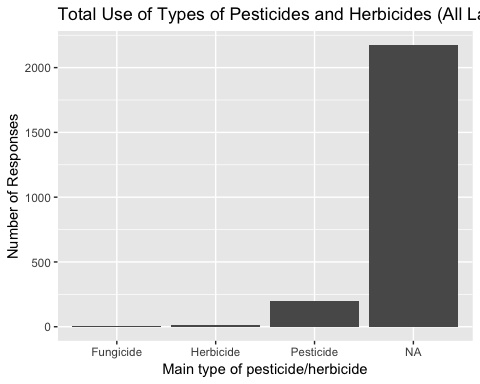 Total Use of Types of Pesticides and Herbicides (All La
Number of Responses
2000
1500
1000
500
0
Fungicide Herbicide Pesticide NA
Main type of pesticide/herbicide